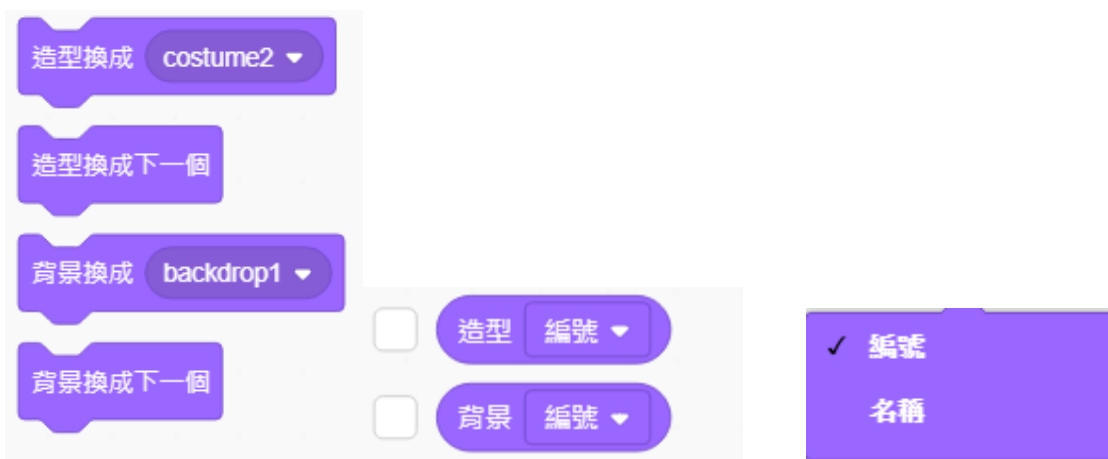 造型換成 costume2
造型換成下一個
背景換成 backdrop1
背景換成下一個
造型 編號
背景 編號
✓ 編號
名稱